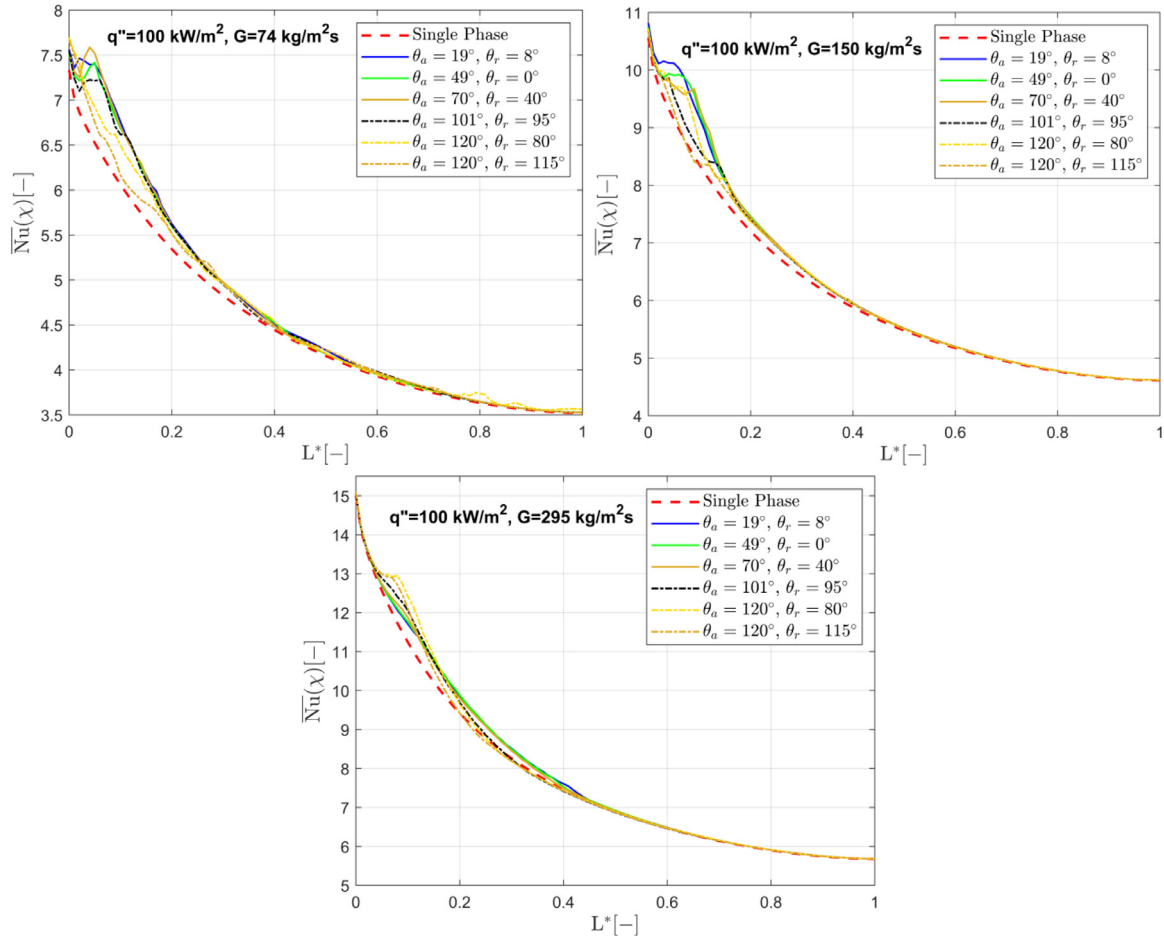 q"=100 kW/m², G=74 kg/m²s
Single Phase
θₐ = 19°, θᵣ = 8°
θₐ = 49°, θᵣ = 0°
θₐ = 70°, θᵣ = 40°
θₐ = 101°, θᵣ = 95°
θₐ = 120°, θᵣ = 80°
θₐ = 120°, θᵣ = 115°
7.5
7
6.5
6
5.5
5
4.5
4
3.5
N̅u̅(χ)[−]
0 0.2 0.4 0.6 0.8 1
L*[−]
q"=100 kW/m², G=150 kg/m²s
Single Phase
θₐ = 19°, θᵣ = 8°
θₐ = 49°, θᵣ = 0°
θₐ = 70°, θᵣ = 40°
θₐ = 101°, θᵣ = 95°
θₐ = 120°, θᵣ = 80°
θₐ = 120°, θᵣ = 115°
11
10
9
8
7
6
5
4
N̅u̅(χ)[−]
0 0.2 0.4 0.6 0.8 1
L*[−]
q"=100 kW/m², G=295 kg/m²s
Single Phase
θₐ = 19°, θᵣ = 8°
θₐ = 49°, θᵣ = 0°
θₐ = 70°, θᵣ = 40°
θₐ = 101°, θᵣ = 95°
θₐ = 120°, θᵣ = 80°
θₐ = 120°, θᵣ = 115°
15
14
13
12
11
10
9
8
7
6
5
N̅u̅(χ)[−]
0 0.2 0.4 0.6 0.8 1
L*[−]